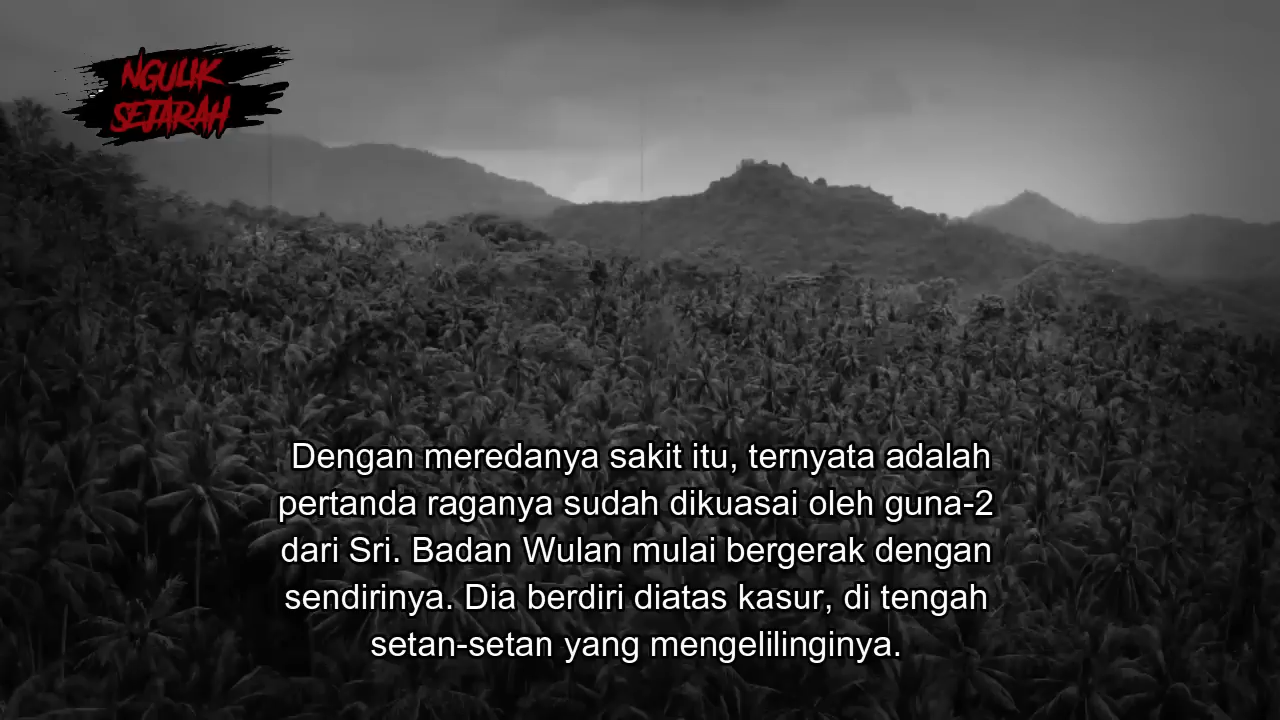 NGULIK
SEJARAH
Dengan meredanya sakit itu, ternyata adalah
pertanda raganya sudah dikuasai oleh guna-2
dari Sri. Badan Wulan mulai bergerak dengan
sendirinya. Dia berdiri diatas kasur, di tengah
setan-setan yang mengelilinginya.